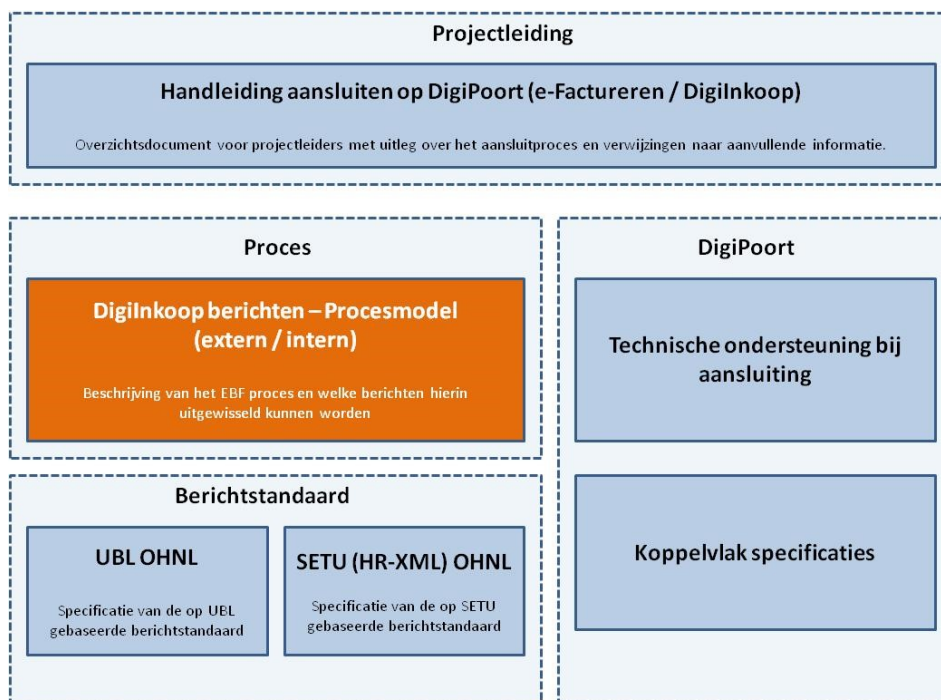 Projectleiding
Handleiding aansluiten op DigiPoort (e-Factureren / DigiInkoop)
Overzichtsdocument voor projectleiders met uitleg over het aansluitproces en verwijzingen naar aanvullende informatie.
Proces
DigiInkoop berichten – Procesmodel
(extern / intern)
Beschrijving van het EBF proces en welke berichten hierin
uitgewisseld kunnen worden
DigiPoort
Technische ondersteuning bij
aansluiting
Koppelvlak specificaties
Berichtstandaard
UBL OHNL
Specificatie van de op UBL
gebaseerde berichtstandaard
SETU (HR-XML) OHNL
Specificatie van de op SETU
gebaseerde berichtstandaard